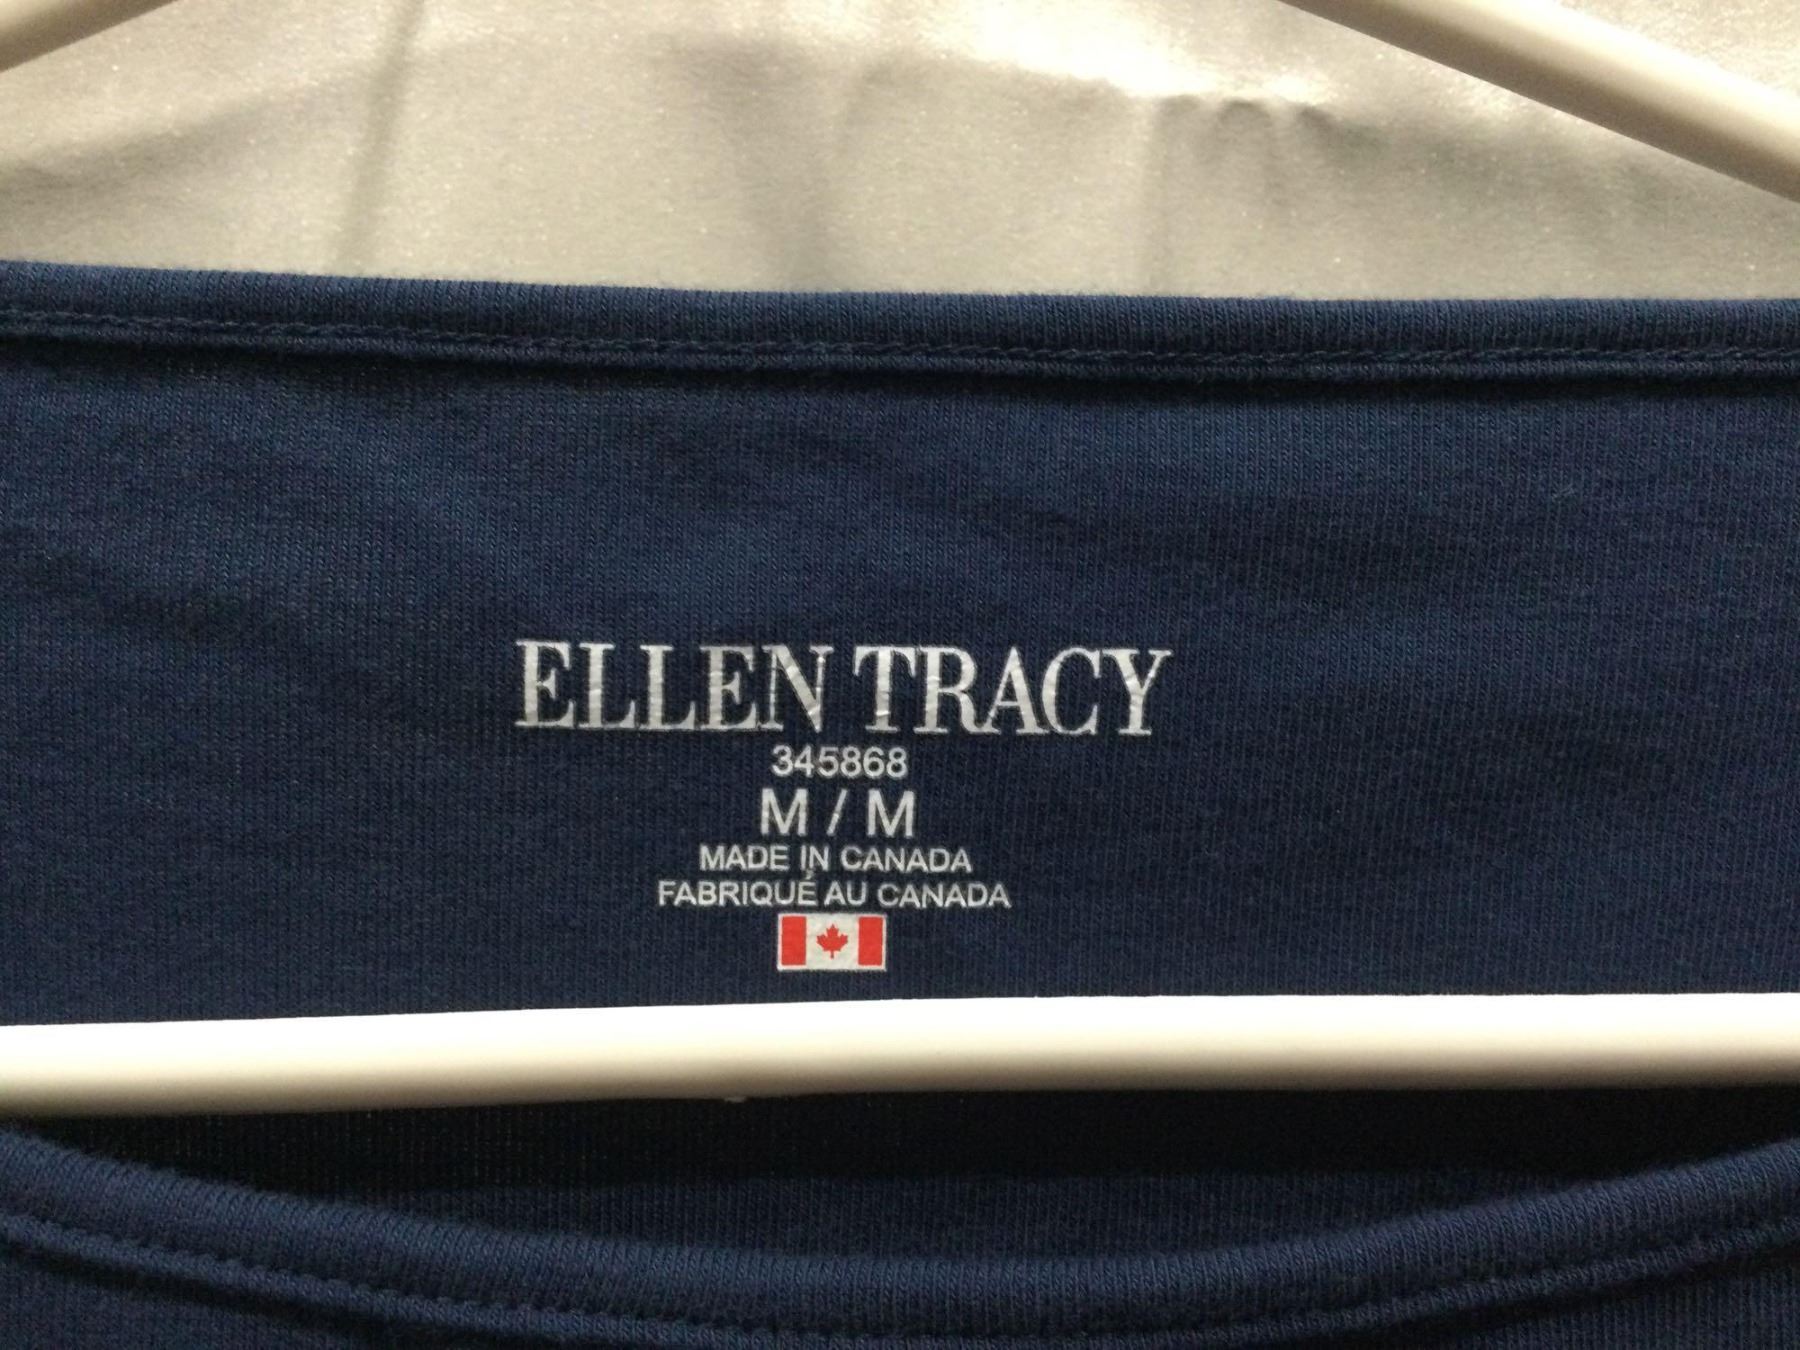 ELLEN TRACY
345868
M / M
MADE IN CANADA
FABRIQUÉ AU CANADA